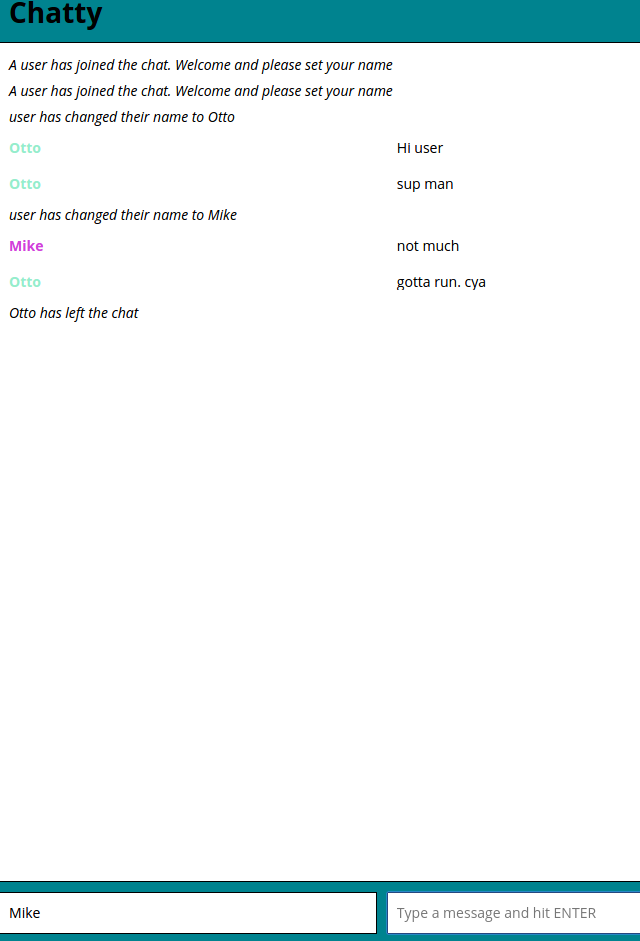 Chatty
A user has joined the chat. Welcome and please set your name
A user has joined the chat. Welcome and please set your name
user has changed their name to Otto
Otto Hi user
Otto sup man
user has changed their name to Mike
Mike not much
Otto gotta run. cya
Otto has left the chat
Mike Type a message and hit ENTER